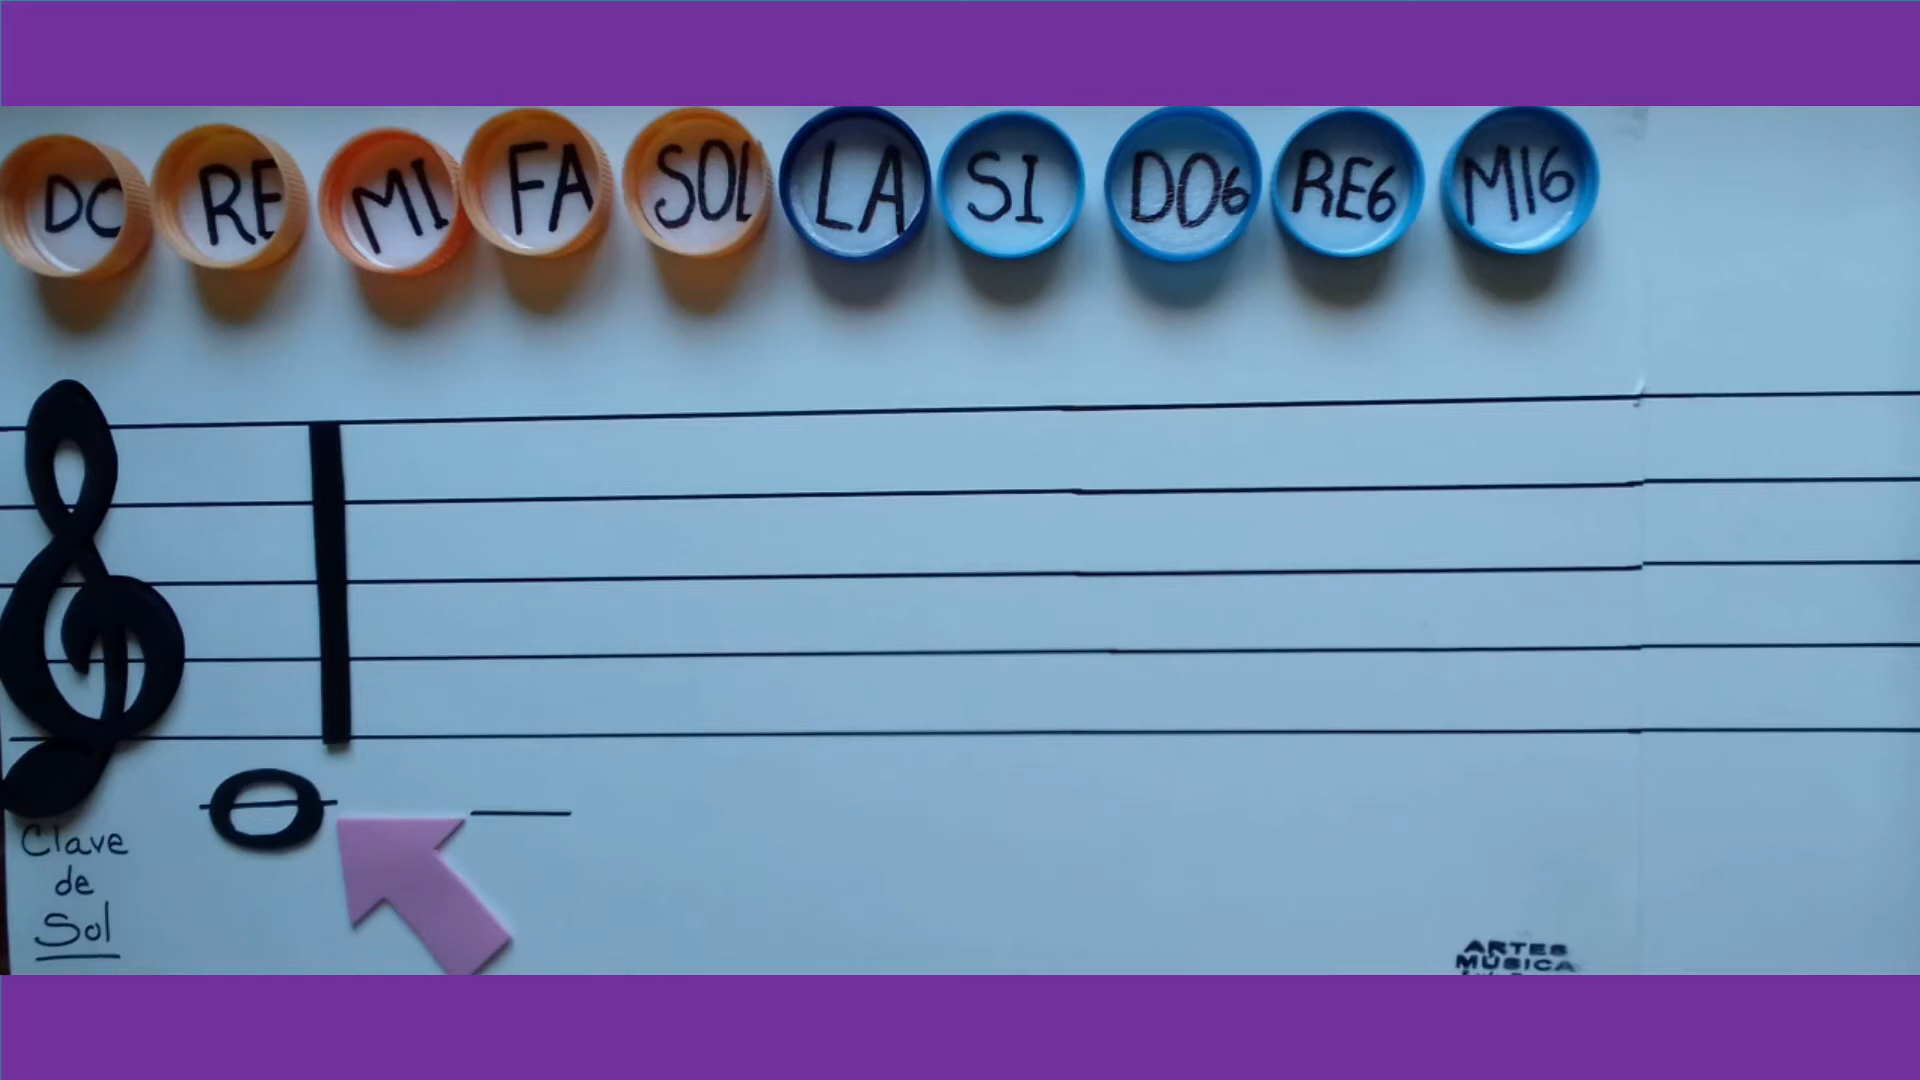 DO RE MI FA SOL LA SI DO6 RE6 MI6
Clave
de
Sol
ARTES
MÚSICA